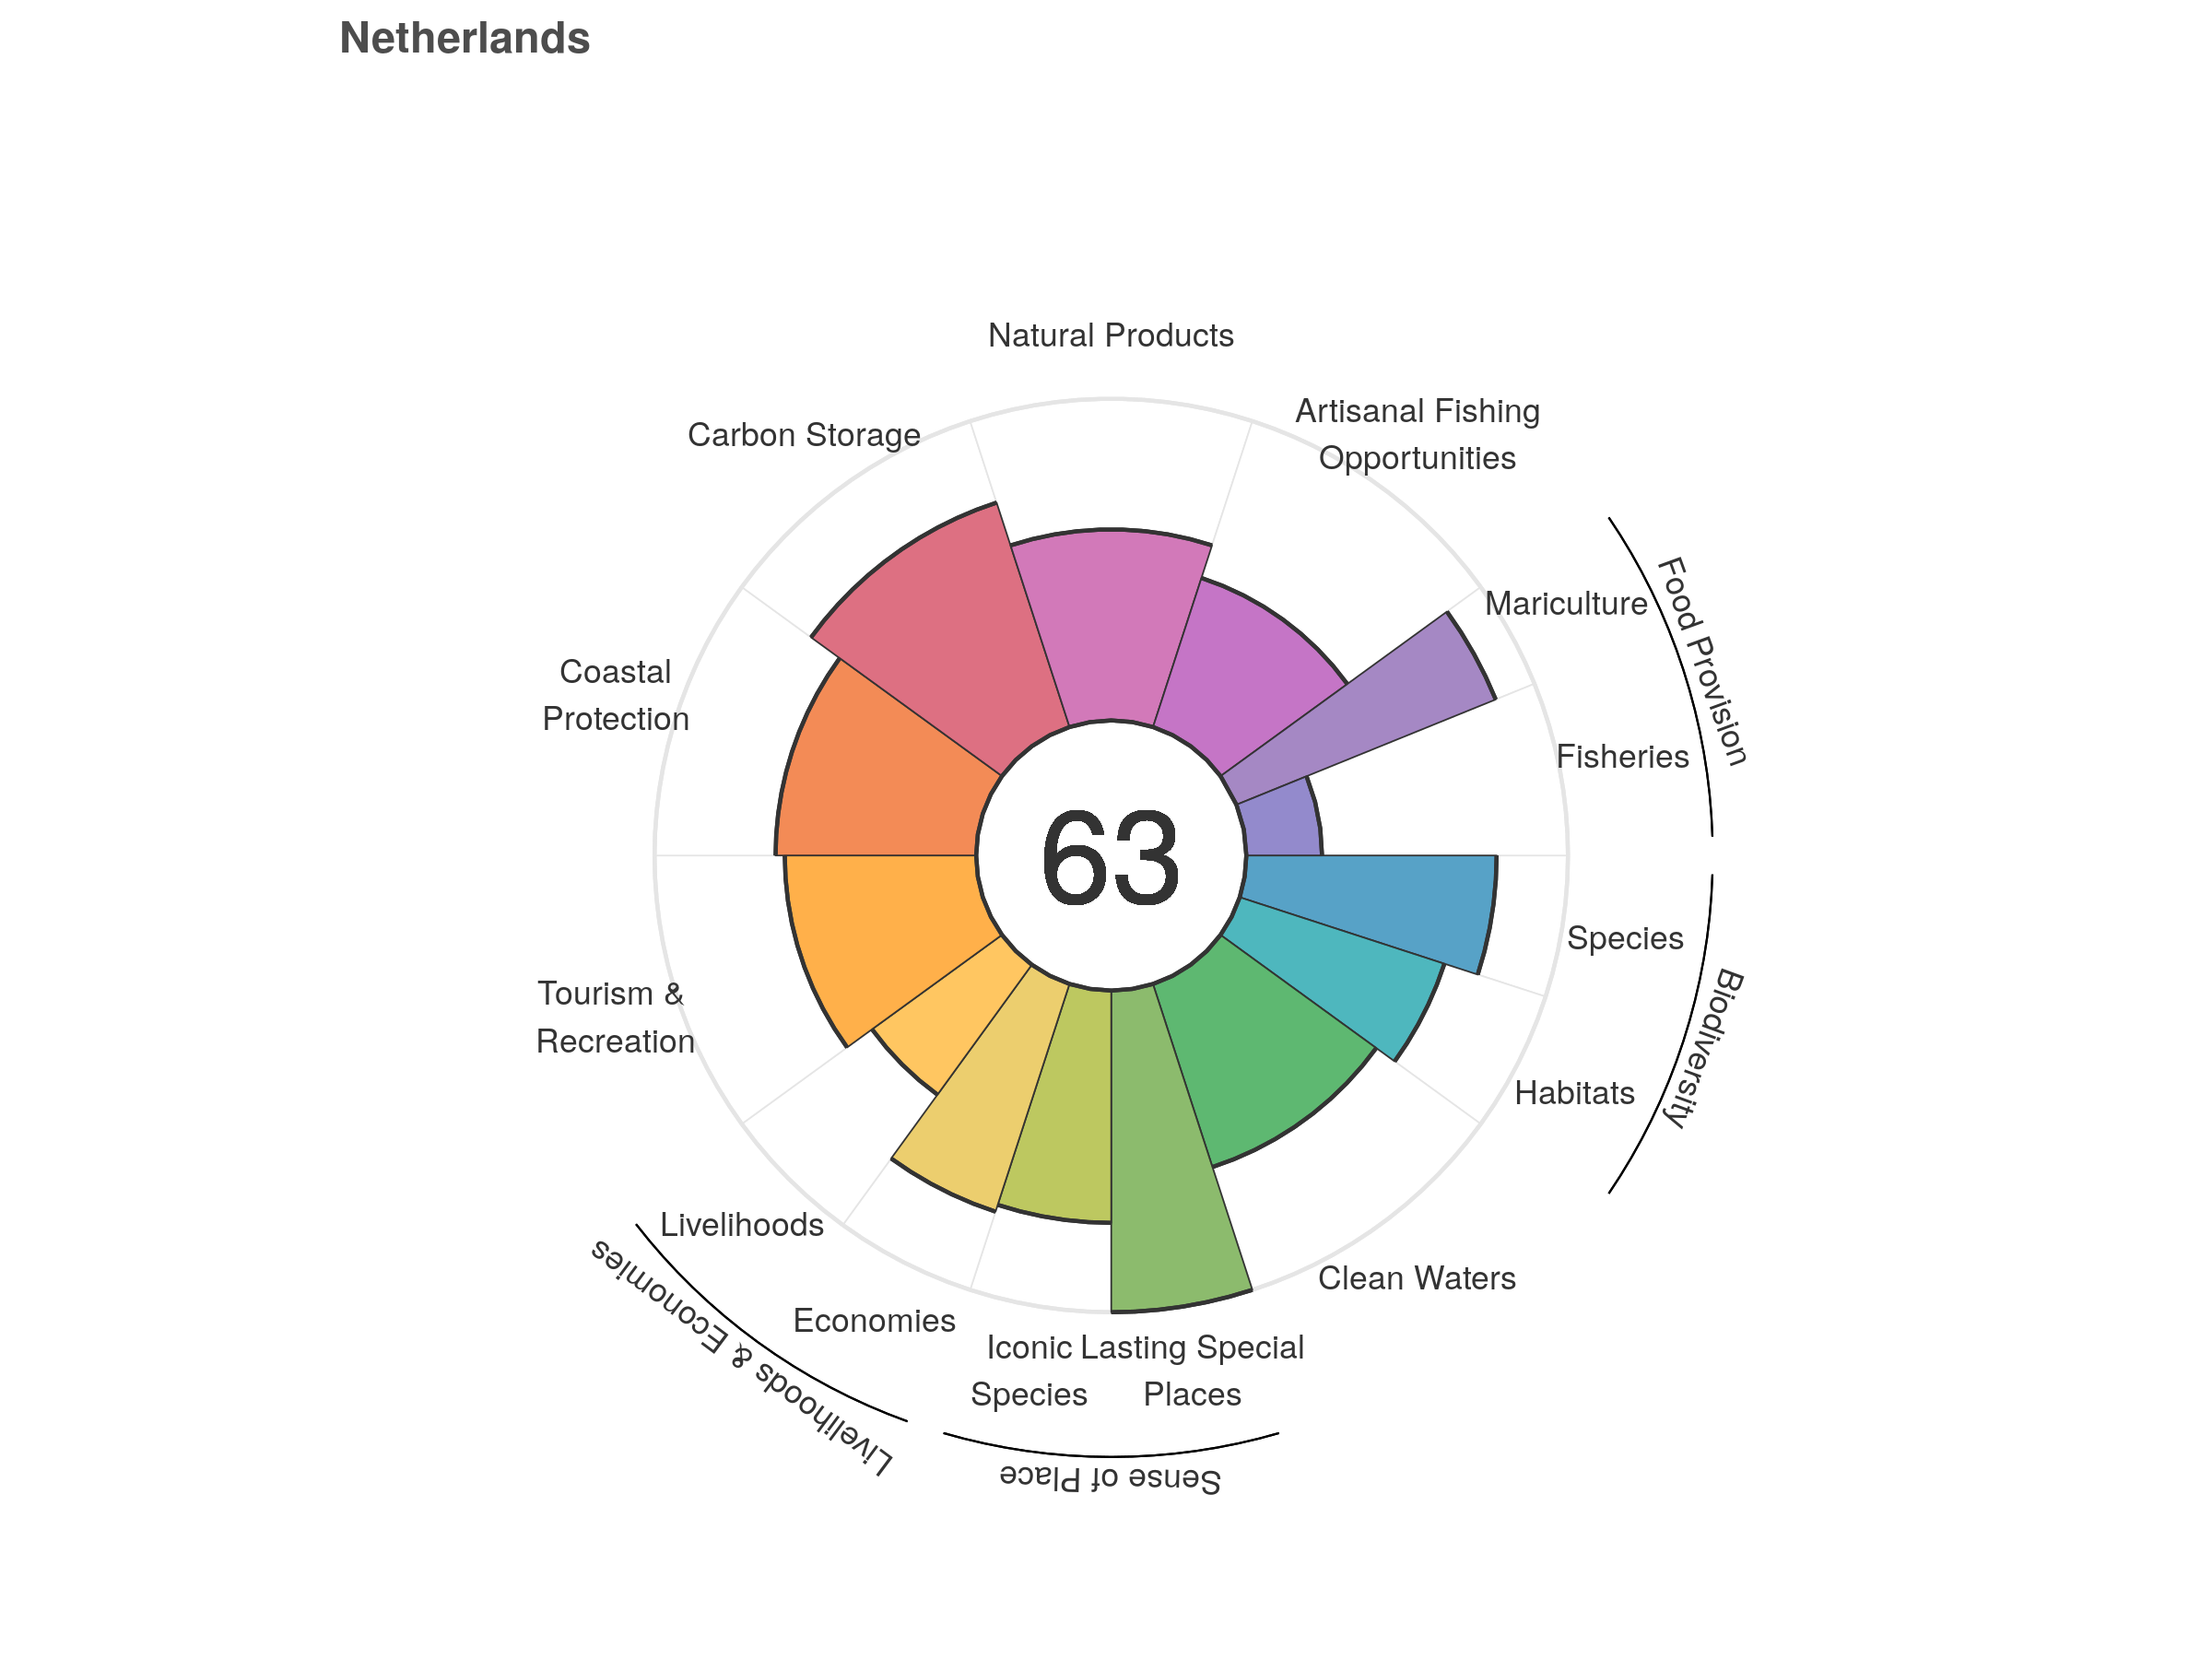 Netherlands
Natural Products
Artisanal Fishing
Opportunities
Carbon Storage
Mariculture
Food Provision
Coastal
Protection
Fisheries
63
Species
Biodiversity
Tourism &
Recreation
Habitats
Livelihoods
Clean Waters
Livelihoods & Economies
Economies
Iconic
Species
Lasting Special
Places
Sense of Place